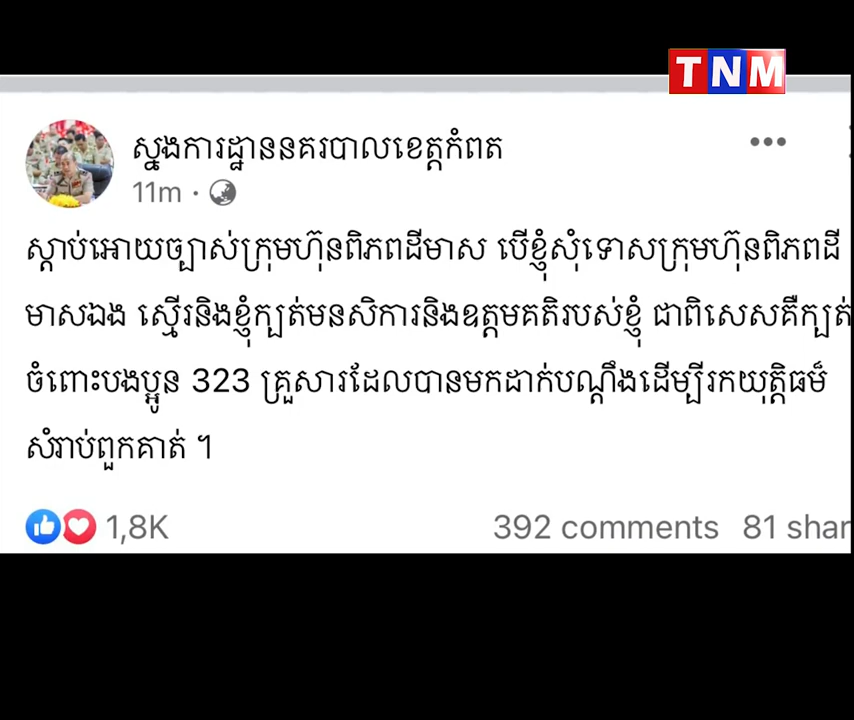 TNM
ស្នងការដ្ឋាននគរបាលខេត្តកំពត
11m ·
ស្តាប់អោយច្បាស់ក្រុមហ៊ុនពិភពដីមាស បើខ្ញុំសុំទោសក្រុមហ៊ុនពិភពដី
មាសឯង ស្មើរនិងខ្ញុំក្បត់មនសិការនិងឧត្តមគតិរបស់ខ្ញុំ ជាពិសេសគឺក្បត់
ចំពោះបងប្អូន 323 គ្រួសារដែលបានមកដាក់បណ្តឹងដើម្បីរកយុត្តិធម៌
សំរាប់ពួកគាត់ ។
1,8K 392 comments 81 shar